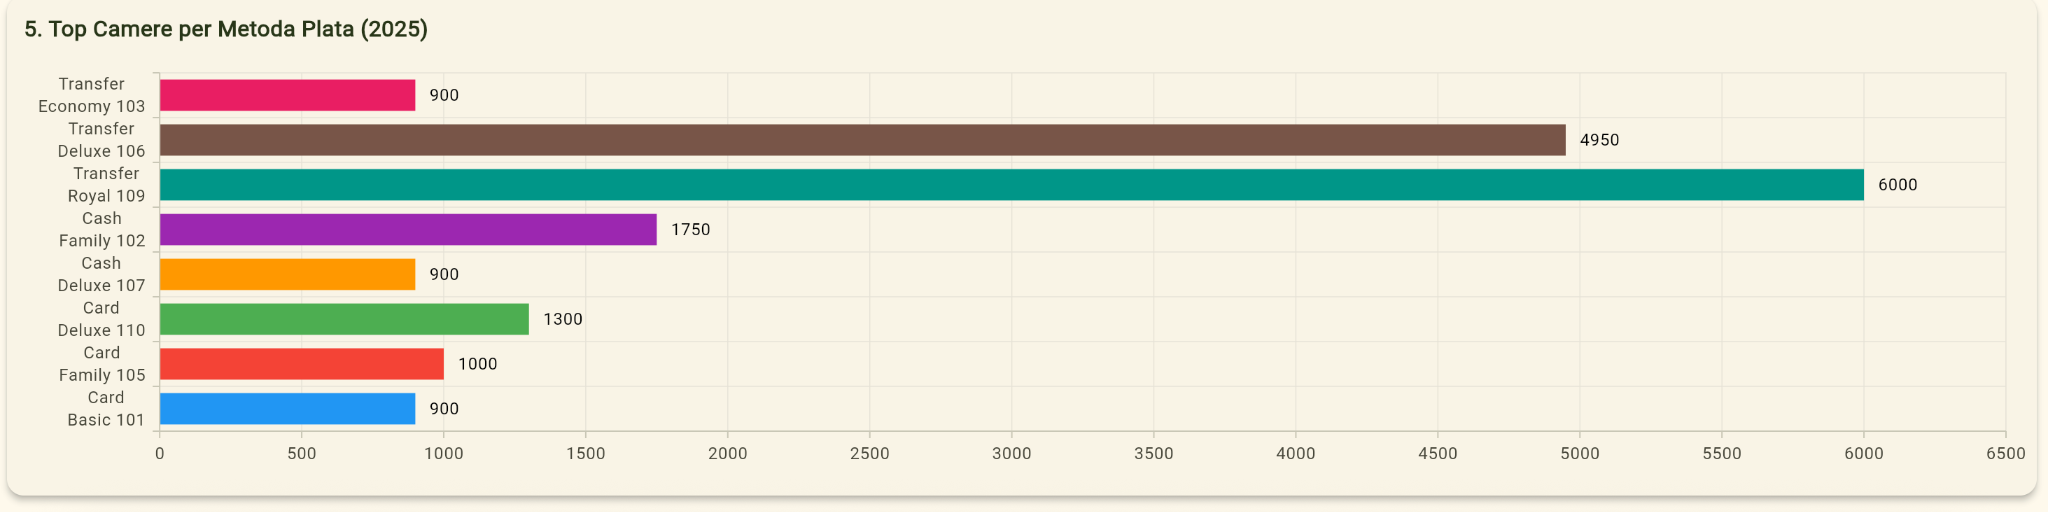 5. Top Camere per Metoda Plata (2025)
Transfer
Economy 103
900
Transfer
Deluxe 106
4950
Transfer
Royal 109
6000
Cash
Family 102
1750
Cash
Deluxe 107
900
Card
Deluxe 110
1300
Card
Family 105
1000
Card
Basic 101
900
0 500 1000 1500 2000 2500 3000 3500 4000 4500 5000 5500 6000 6500